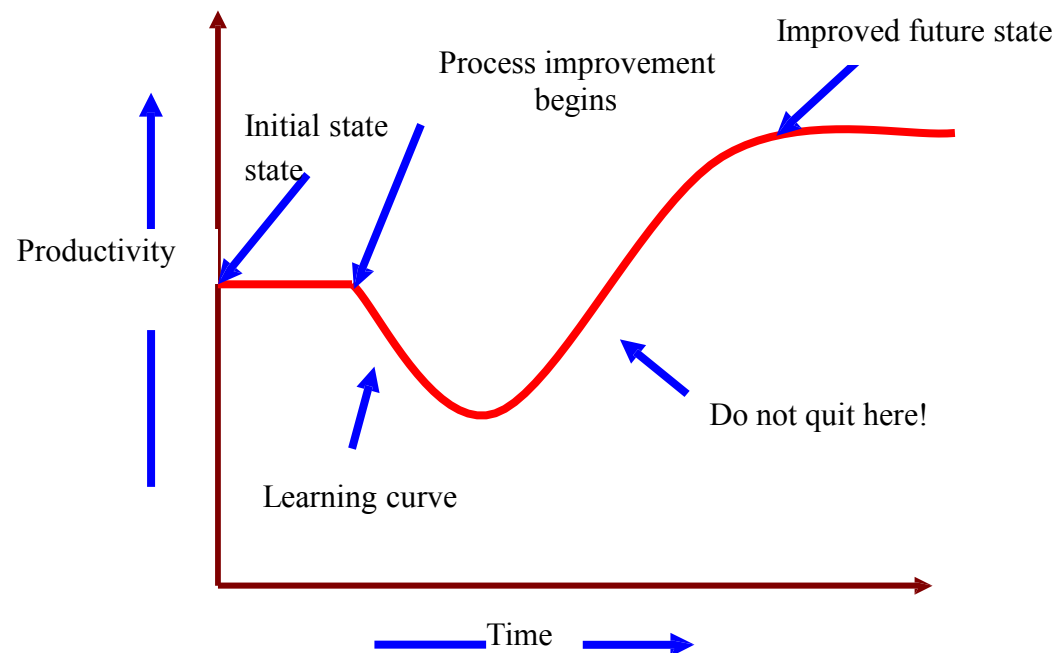 Improved future state
Process improvement
begins
Initial state
state
Productivity
Do not quit here!
Learning curve
Time